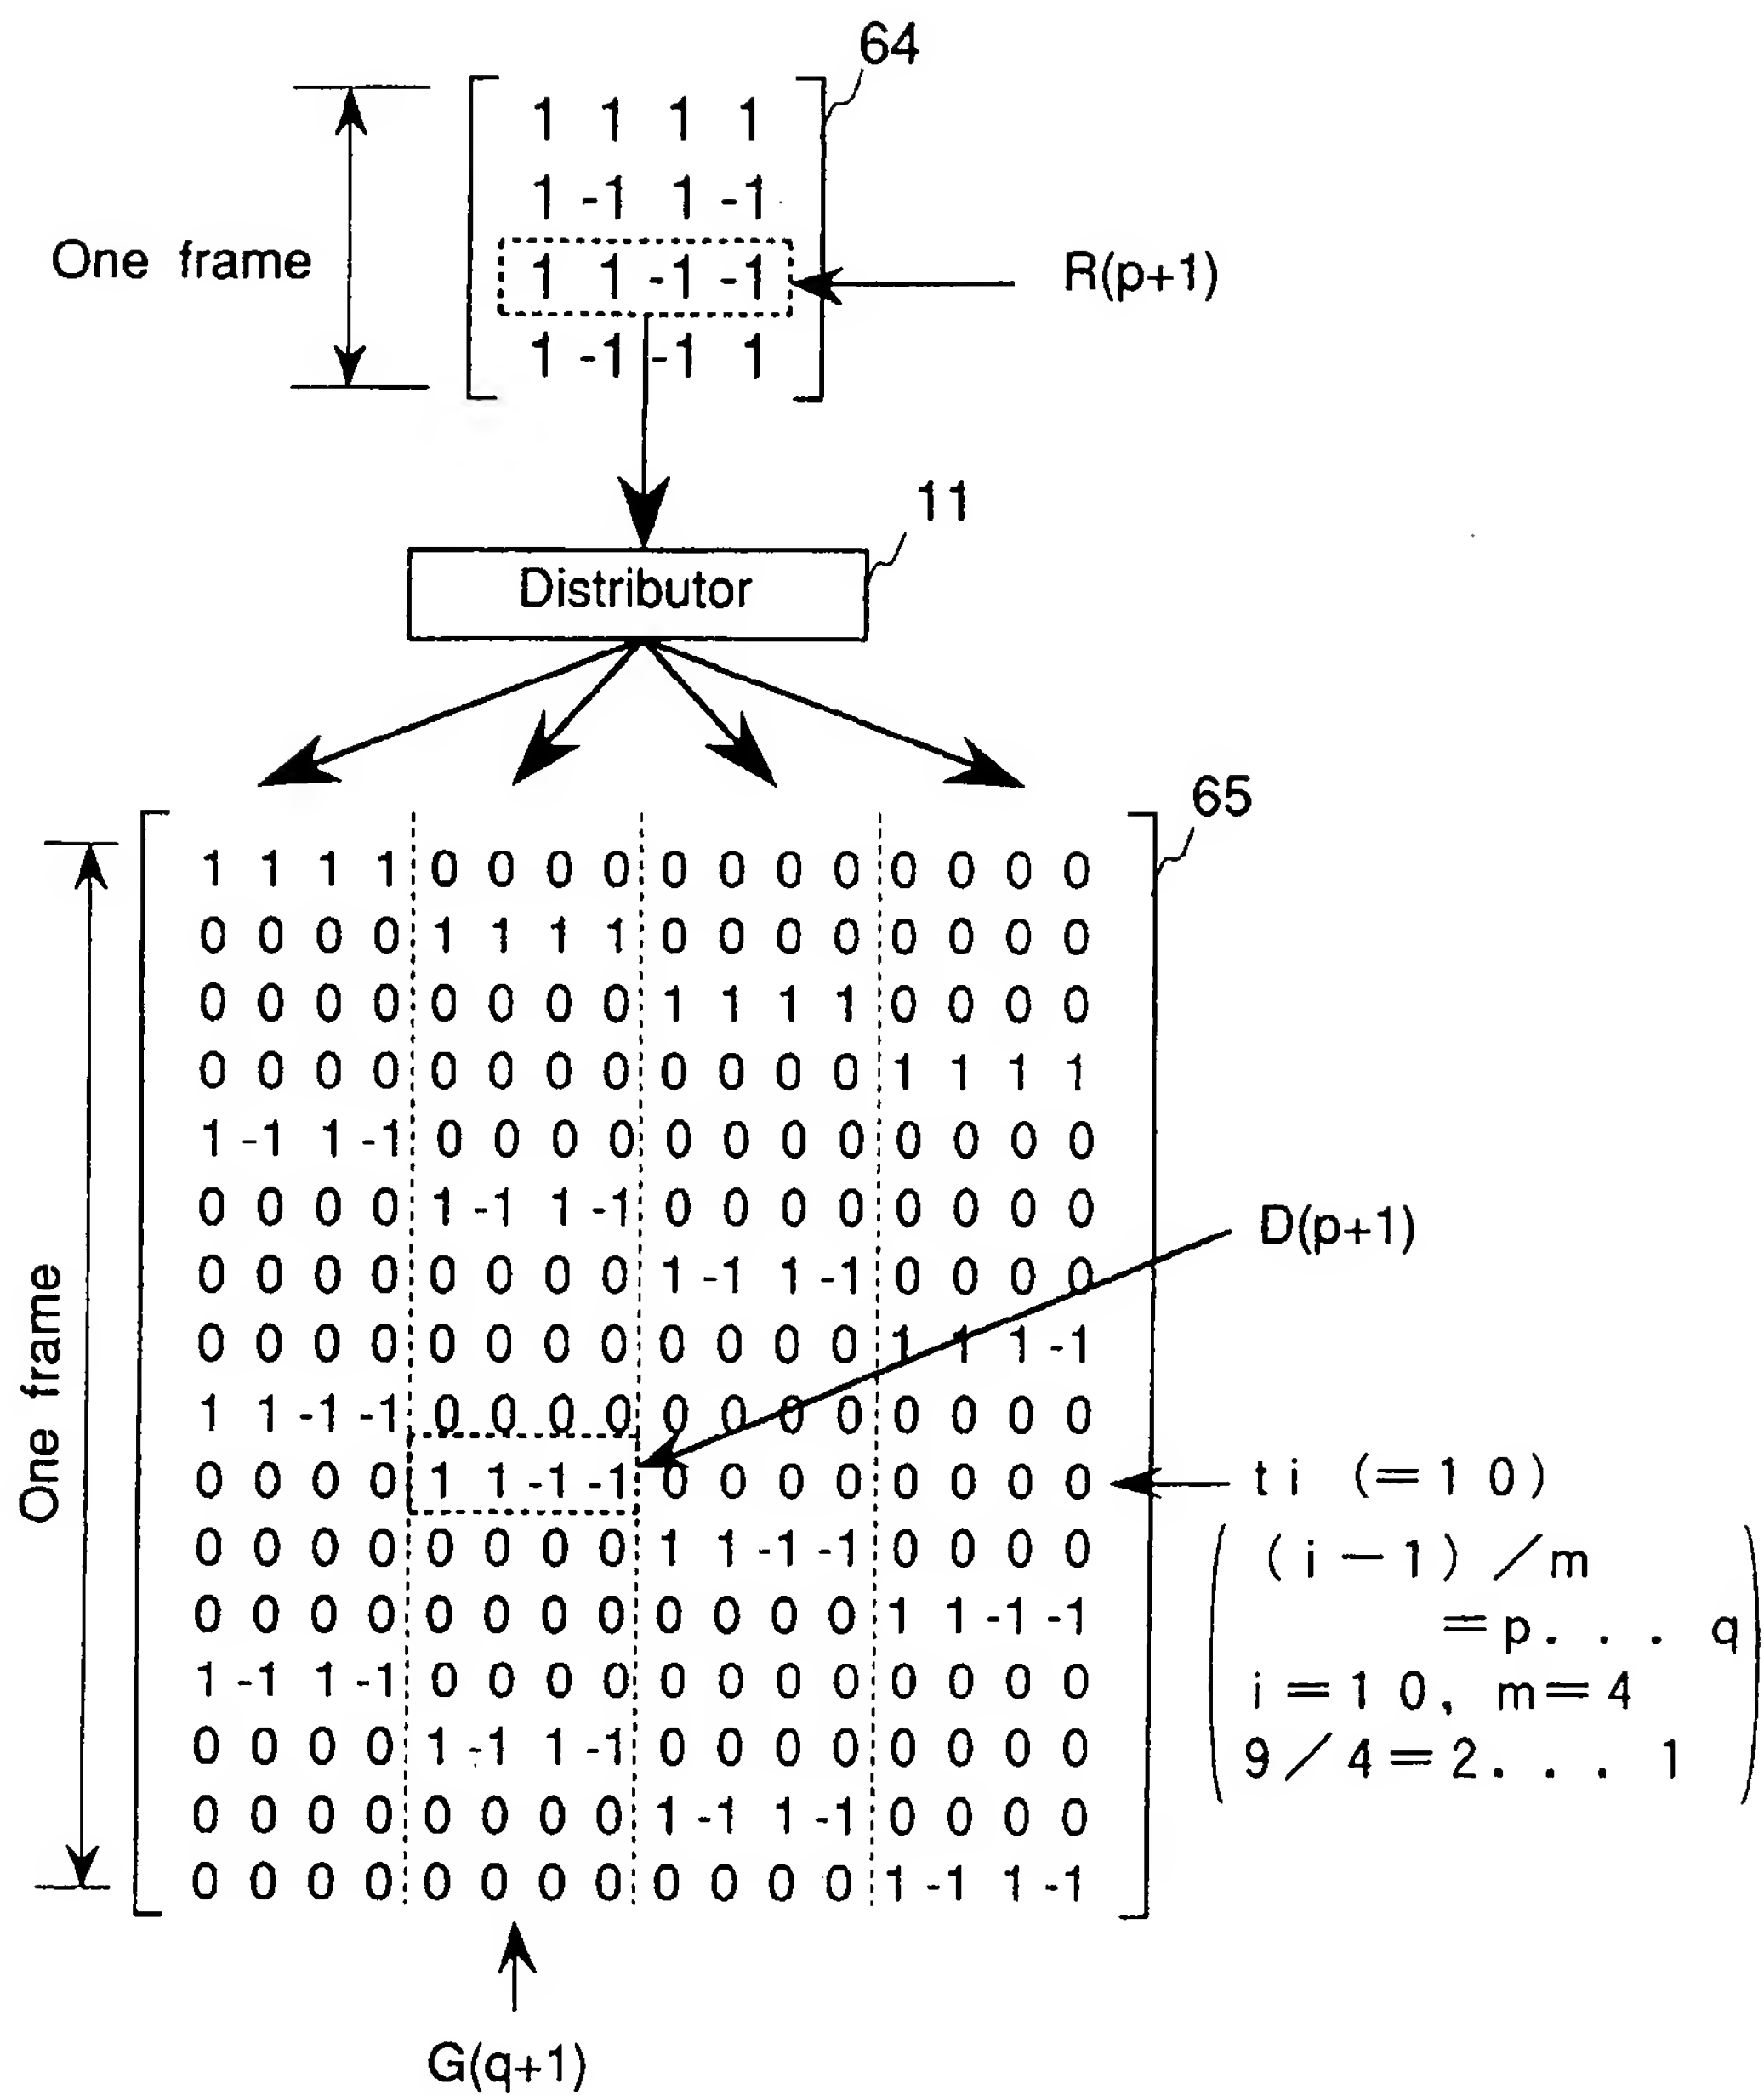 64
1 1 1 1
1 -1 1 -1
One frame
1 1 -1 -1
R(p+1)
1 -1 -1 1
11
Distributor
65
1 1 1 1 0 0 0 0 0 0 0 0 0 0 0 0
0 0 0 0 1 1 1 1 0 0 0 0 0 0 0 0
0 0 0 0 0 0 0 0 1 1 1 1 0 0 0 0
0 0 0 0 0 0 0 0 0 0 0 0 1 1 1 1
1 -1 1 -1 0 0 0 0 0 0 0 0 0 0 0 0
0 0 0 0 1 -1 1 -1 0 0 0 0 0 0 0 0
D(p+1)
0 0 0 0 0 0 0 0 1 -1 1 -1 0 0 0 0
0 0 0 0 0 0 0 0 0 0 0 0 1 1 1 -1
One frame
1 1 -1 -1 0 0 0 0 0 0 0 0 0 0 0 0
0 0 0 0 1 1 -1 -1 0 0 0 0 0 0 0 0
ti (=10)
0 0 0 0 0 0 0 0 1 1 -1 -1 0 0 0 0
(i-1)/m
0 0 0 0 0 0 0 0 0 0 0 0 1 1 -1 -1
=p... q
1 -1 1 -1 0 0 0 0 0 0 0 0 0 0 0 0
i=10, m=4
0 0 0 0 1 -1 1 -1 0 0 0 0 0 0 0 0
9/4=2... 1
0 0 0 0 0 0 0 0 1 -1 1 -1 0 0 0 0
0 0 0 0 0 0 0 0 0 0 0 0 1 -1 1 -1
G(q+1)